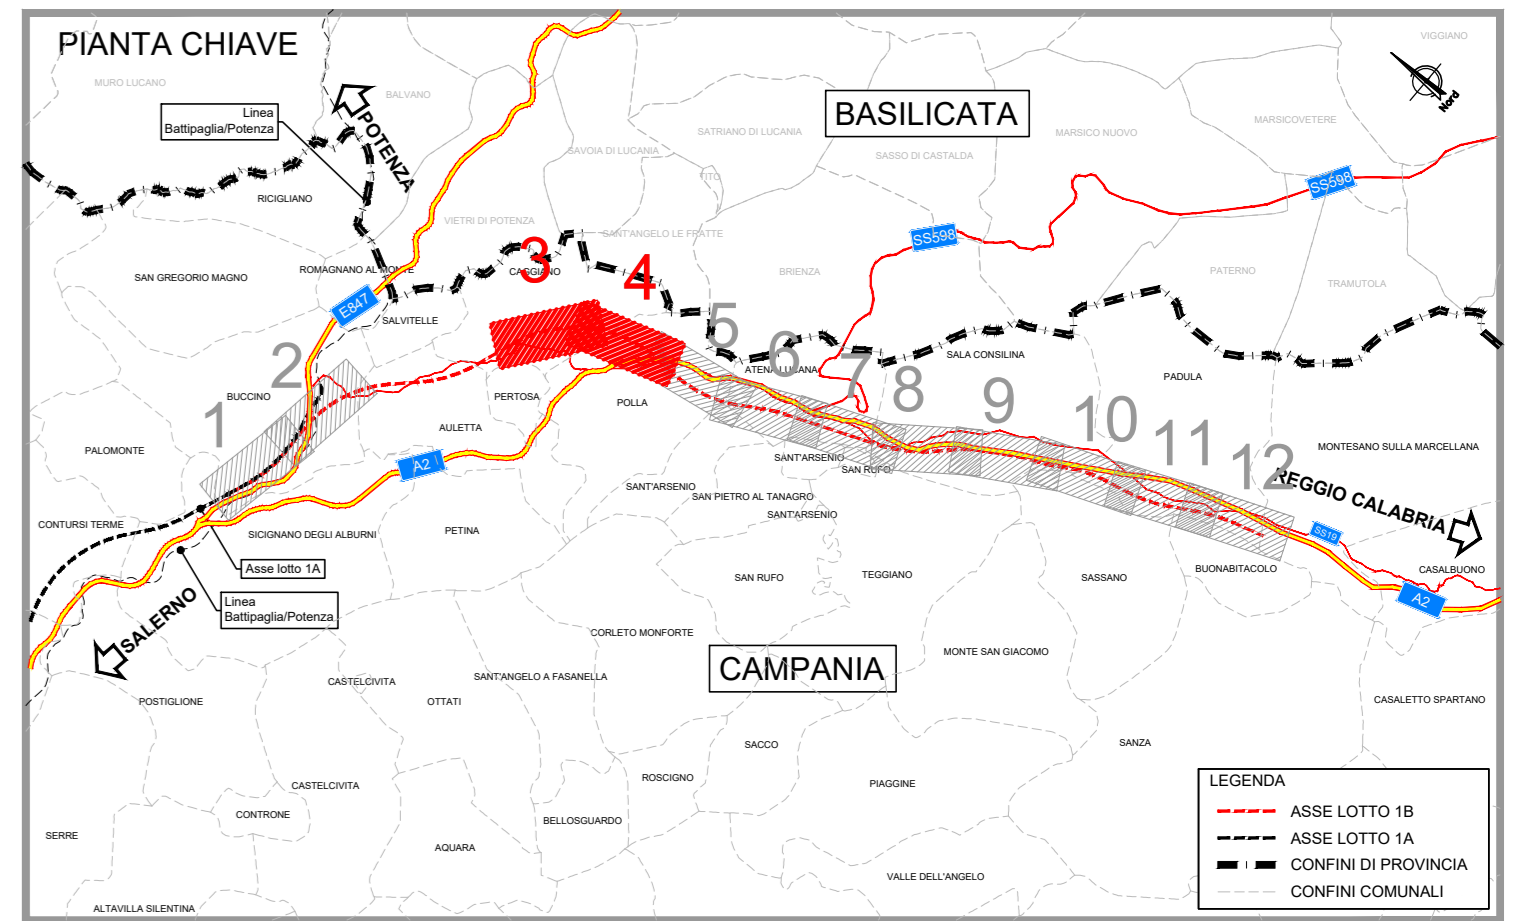 PIANTA CHIAVE
VIGGIANO
MURO LUCANO
BALVANO
Linea
Battipaglia/Potenza
POTENZA
BASILICATA
Nord
SATRIANO DI LUCANIA
MARSICO NUOVO
MARSICOVETERE
SAVOIA DI LUCANIA
SASSO DI CASTALDA
TITO
SS598
RICIGLIANO
VIETRI DI POTENZA
SANT'ANGELO LE FRATTE
SS598
SAN GREGORIO MAGNO
ROMAGNANO AL MONTE
CAGGIANO
3
4
BRIENZA
PATERNO
TRAMUTOLA
E847
SALVITELLE
5
6
7
8
9
10
11
12
2
1
ATENA LUCANA
SALA CONSILINA
PADULA
BUCCINO
PERTOSA
POLLA
AULETTA
PALOMONTE
A2
SANT'ARSENIO
SAN RUFO
MONTESANO SULLA MARCELLANA
REGGIO CALABRIA
SANT'ARSENIO
SAN PIETRO AL TANAGRO
SANT'ARSENIO
CONTURSI TERME
SICIGNANO DEGLI ALBURNI
PETINA
SS19
Asse lotto 1A
SAN RUFO
TEGGIANO
SASSANO
BUONABITACOLO
CASALBUONO
A2
Linea
Battipaglia/Potenza
SALERNO
CORLETO MONFORTE
MONTE SAN GIACOMO
CAMPANIA
POSTIGLIONE
CASTELCIVITA
SANT'ANGELO A FASANELLA
OTTATI
CASALETTO SPARTANO
SACCO
SANZA
ROSCIGNO
PIAGGINE
CASTELCIVITA
CONTRONE
BELLOSGUARDO
SERRE
AQUARA
VALLE DELL'ANGELO
ALTAVILLA SILENTINA
LEGENDA
ASSE LOTTO 1B
ASSE LOTTO 1A
CONFINI DI PROVINCIA
CONFINI COMUNALI